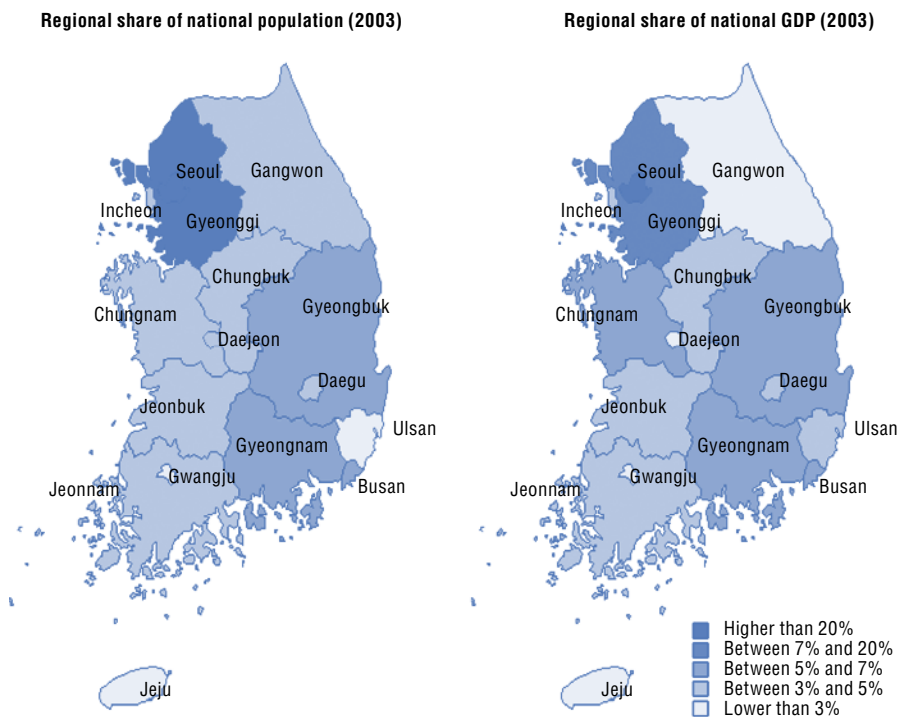 Regional share of national population (2003)
Seoul
Gangwon
Incheon
Gyeonggi
Chungbuk
Gyeongbuk
Chungnam
Daejeon
Daegu
Jeonbuk
Ulsan
Gyeongnam
Gwangju
Jeonnam
Busan
Jeju
Regional share of national GDP (2003)
Seoul
Gangwon
Incheon
Gyeonggi
Chungbuk
Gyeongbuk
Chungnam
Daejeon
Daegu
Jeonbuk
Ulsan
Gyeongnam
Gwangju
Jeonnam
Busan
Jeju
Higher than 20%
Between 7% and 20%
Between 5% and 7%
Between 3% and 5%
Lower than 3%